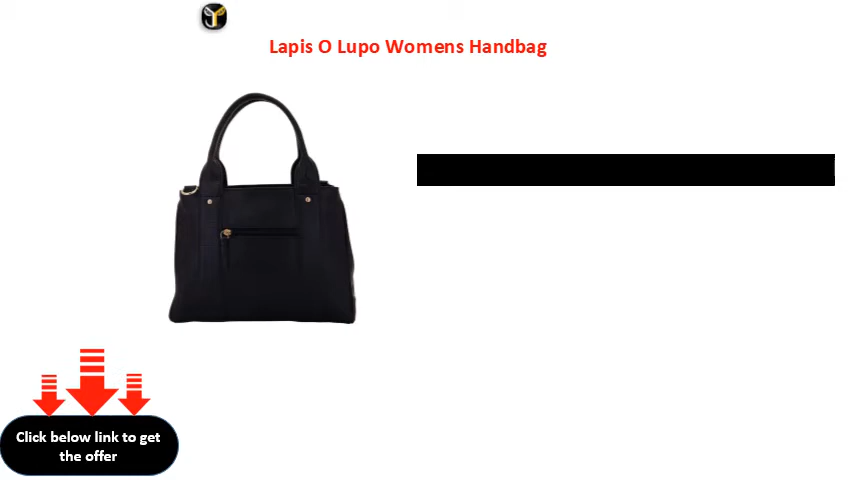 Lapis O Lupo Womens Handbag
Click below link to get
the offer